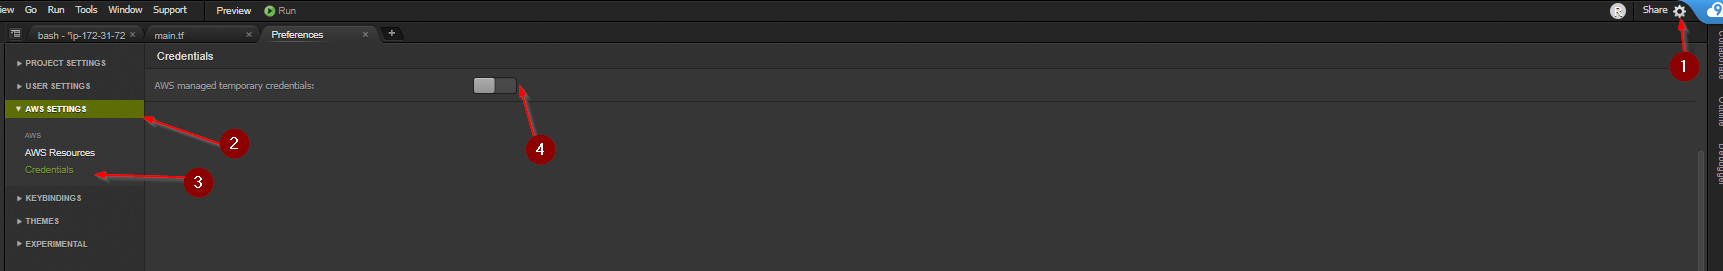 iew Go Run Tools Window Support Preview Run R Share 9
bash - "ip-172-31-72 × main.tf × Preferences × +
PROJECT SETTINGS
USER SETTINGS
AWS SETTINGS
AWS
AWS Resources
Credentials
KEYBINDINGS
THEMES
EXPERIMENTAL
Credentials
AWS managed temporary credentials:
1
2
3
4
Collaborate
Outline
Debugger